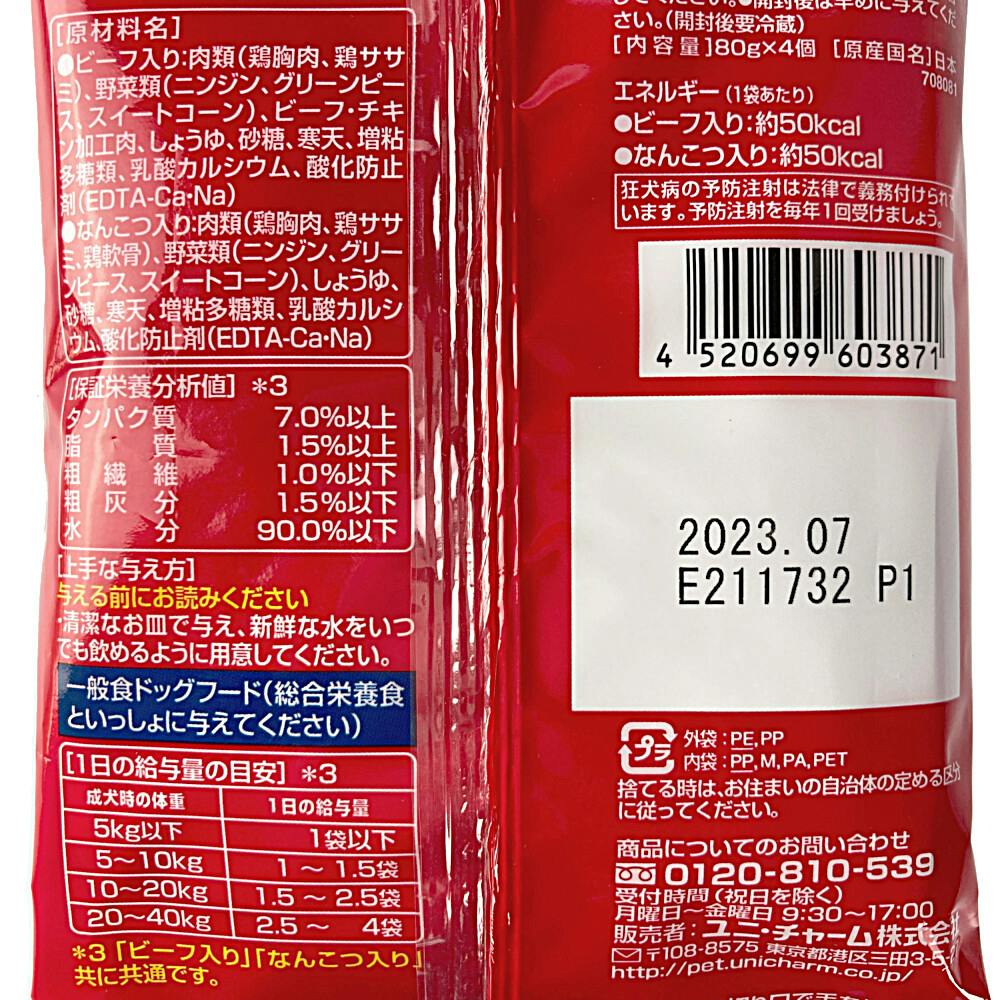 [原材料名]
●ビーフ入り:肉類(鶏胸肉、鶏ササ
ミ)、野菜類(ニンジン、グリーンピー
ス、スイートコーン)、ビーフ・チキ
ン加工肉、しょうゆ、砂糖、寒天、増粘
多糖類、乳酸カルシウム、酸化防止
剤(EDTA-Ca・Na)
●なんこつ入り:肉類(鶏胸肉、鶏ササ
ミ、鶏軟骨)、野菜類(ニンジン、グリー
ンピース、スイートコーン)、しょうゆ、
砂糖、寒天、増粘多糖類、乳酸カルシ
ウム、酸化防止剤(EDTA-Ca・Na)
[保証栄養分析値] *3
タンパク質 7.0%以上
脂質 1.5%以上
粗繊維 1.0%以下
粗灰分 1.5%以下
水分 90.0%以下
[上手な与え方]
与える前にお読みください
・清潔なお皿で与え、新鮮な水をいつ
でも飲めるように用意してください。
一般食ドッグフード(総合栄養食
といっしょに与えてください)
[1日の給与量の目安] *3
成犬時の体重 1日の給与量
5kg以下 1袋以下
5~10kg 1~1.5袋
10~20kg 1.5~2.5袋
20~40kg 2.5~4袋
*3「ビーフ入り」「なんこつ入り」
共に共通です。
さい。(開封後要冷蔵)
[内容量]80g×4個 [原産国名]日本
708081
エネルギー(1袋あたり)
●ビーフ入り:約50kcal
●なんこつ入り:約50kcal
狂犬病の予防注射は法律で義務付けられて
います。予防注射を毎年1回受けましょう。
4 520699 603871
2023.07
E211732 P1
プラ
外袋:PE,PP
内袋:PP,M,PA,PET
捨てる時は、お住まいの自治体の定める区分
に従ってください。
商品についてのお問い合わせ
0120-810-539
受付時間(祝日を除く)
月曜日~金曜日 9:30~17:00
販売者:ユニ・チャーム株式会
〒108-8575 東京都港区三田3-5-
http://pet.unicharm.co.jp/